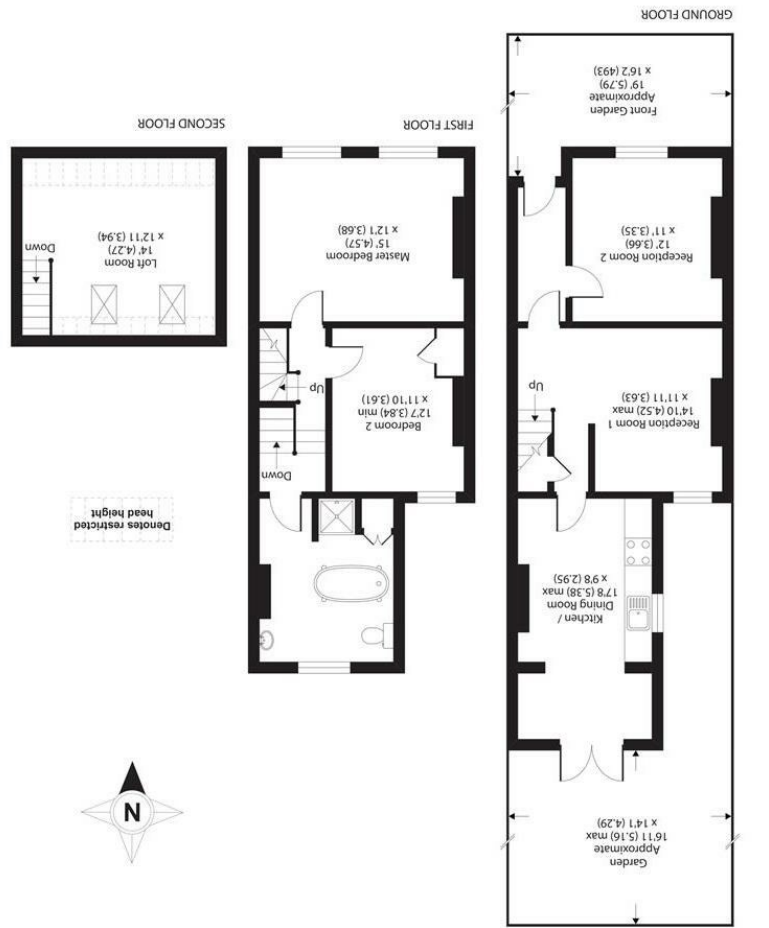 GROUND FLOOR
Front Garden
Approximate
19' (5.79)
x 16'2 (493)
Reception Room 2
12' (3.66)
x 11' (3.35)
Reception Room 1
14'10 (4.52) max
x 11'11 (3.63)
Up
Kitchen /
Dining Room
17'8 (5.38) max
x 9'8 (2.95)
Garden
Approximate
16'11 (5.16) max
x 14'1 (4.29)
FIRST FLOOR
Master Bedroom
15' (4.57)
x 12'1 (3.68)
Bedroom 2
12'7 (3.84) min
x 11'10 (3.61)
Up
Down
SECOND FLOOR
Loft Room
14' (4.27)
x 12'11 (3.94)
Down
Denotes restricted
head height
N